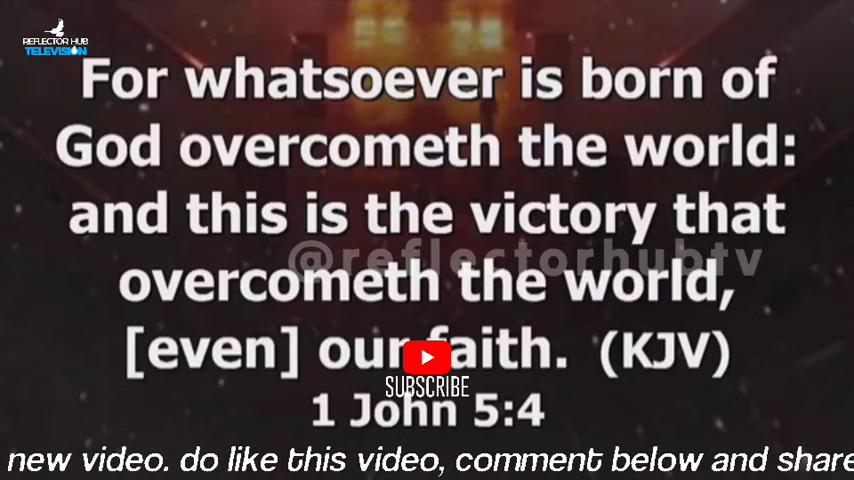 REFLECTOR HUB
TELEVISION
For whatsoever is born of
God overcometh the world:
and this is the victory that
@reflectorhubtv
overcometh the world,
[even] our faith. (KJV)
SUBSCRIBE
1 John 5:4
new video. do like this video, comment below and share